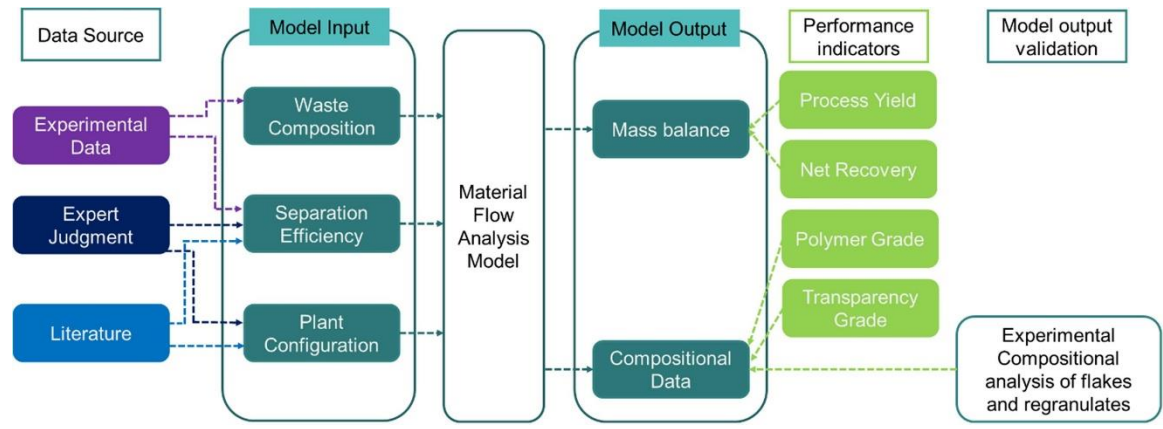 Data Source
Model Input
Model Output
Performance
indicators
Model output
validation
Experimental
Data
Expert
Judgment
Literature
Waste
Composition
Separation
Efficiency
Plant
Configuration
Material
Flow
Analysis
Model
Mass balance
Compositional
Data
Process Yield
Net Recovery
Polymer Grade
Transparency
Grade
Experimental
Compositional
analysis of flakes
and regranulates